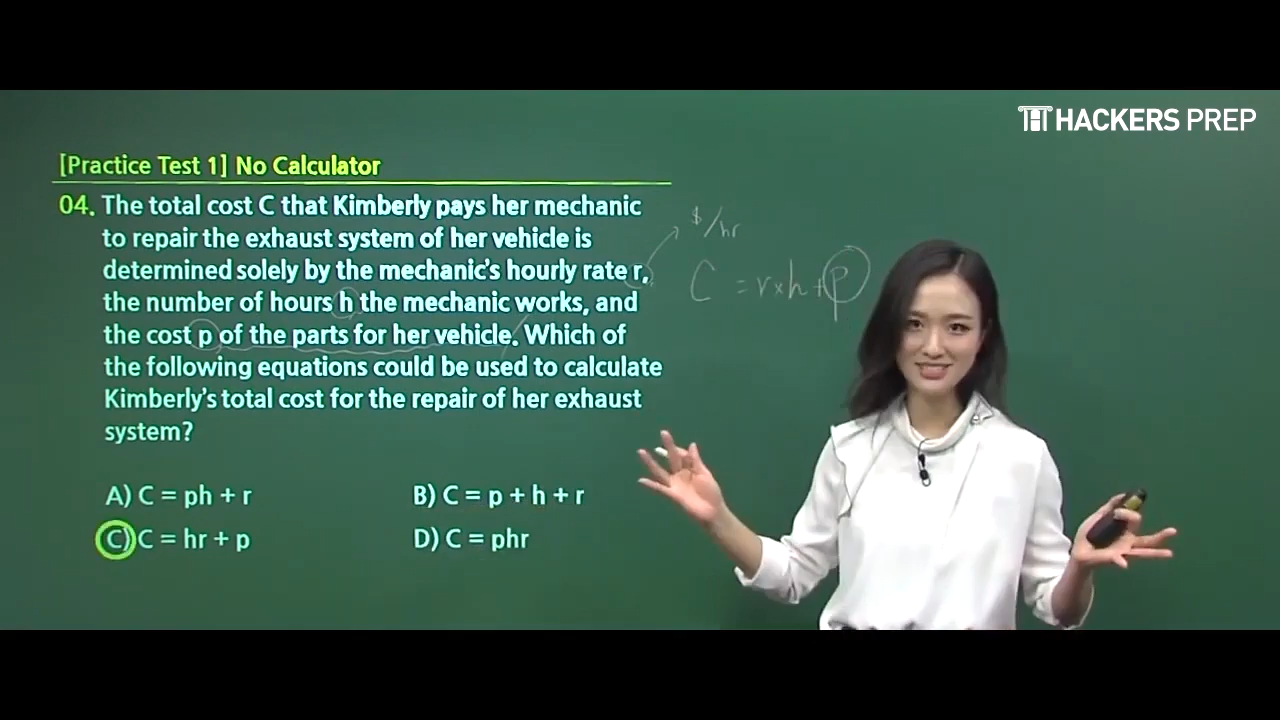 HACKERS PREP
[Practice Test 1] No Calculator
04. The total cost C that Kimberly pays her mechanic
to repair the exhaust system of her vehicle is
determined solely by the mechanic's hourly rate r,
the number of hours h the mechanic works, and
the cost p of the parts for her vehicle. Which of
the following equations could be used to calculate
Kimberly's total cost for the repair of her exhaust
system?
$/hr
C = r×h+p
A) C = ph + r B) C = p + h + r
C) C = hr + p D) C = phr